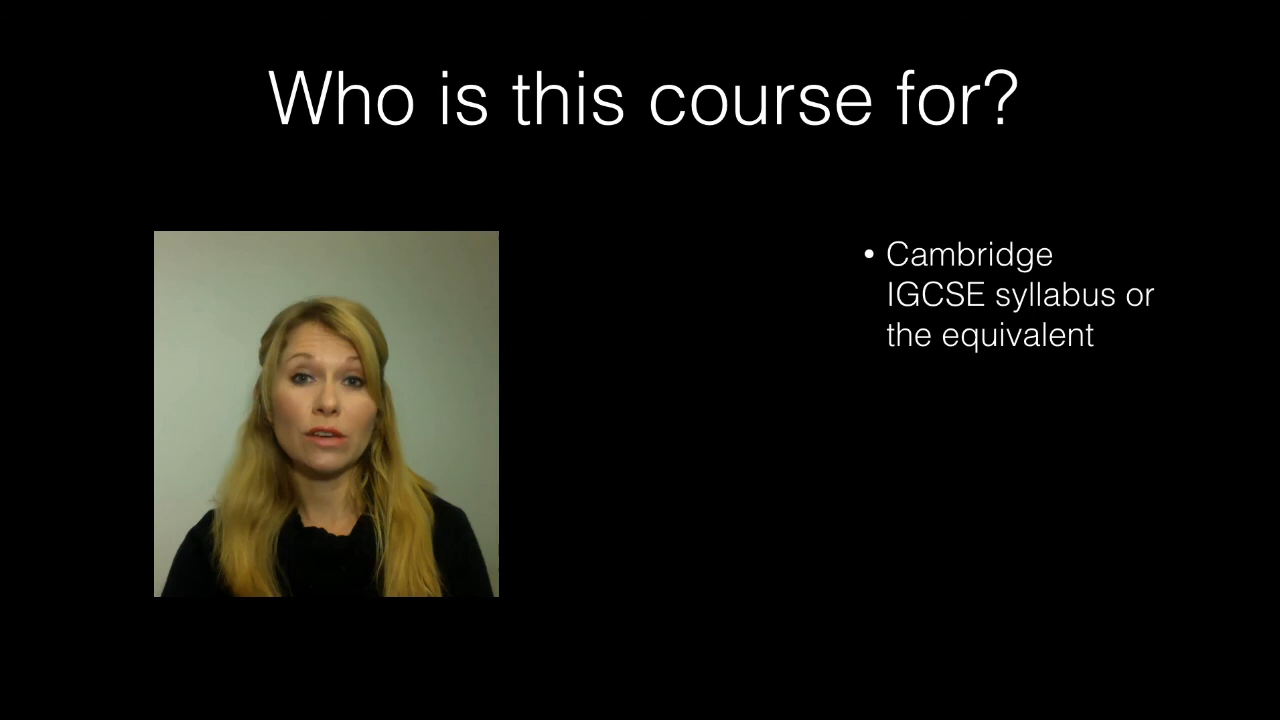 Who is this course for?
• Cambridge
IGCSE syllabus or
the equivalent